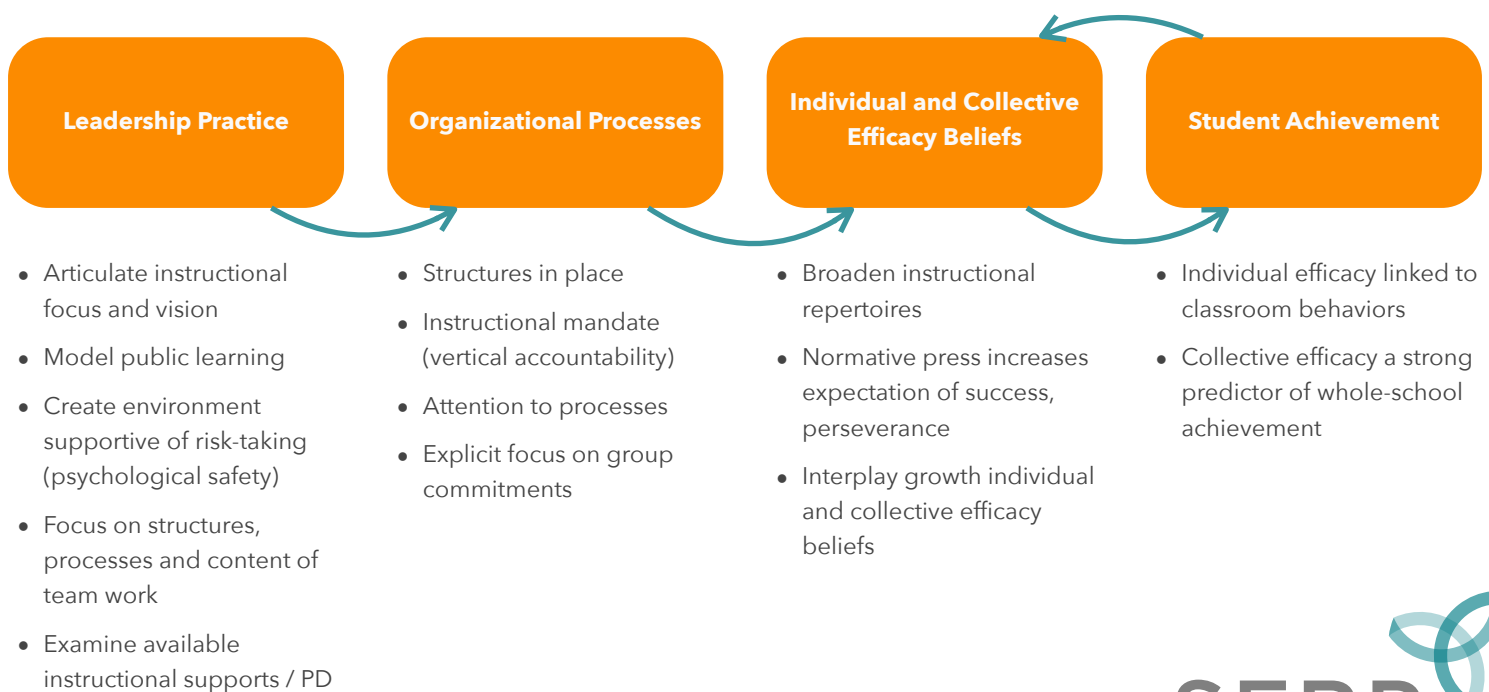 Leadership Practice
Organizational Processes
Individual and Collective
Efficacy Beliefs
Student Achievement
• Articulate instructional
focus and vision
• Model public learning
• Create environment
supportive of risk-taking
(psychological safety)
• Focus on structures,
processes and content of
team work
• Examine available
instructional supports / PD
• Structures in place
• Instructional mandate
(vertical accountability)
• Attention to processes
• Explicit focus on group
commitments
• Broaden instructional
repertoires
• Normative press increases
expectation of success,
perseverance
• Interplay growth individual
and collective efficacy
beliefs
• Individual efficacy linked to
classroom behaviors
• Collective efficacy a strong
predictor of whole-school
achievement